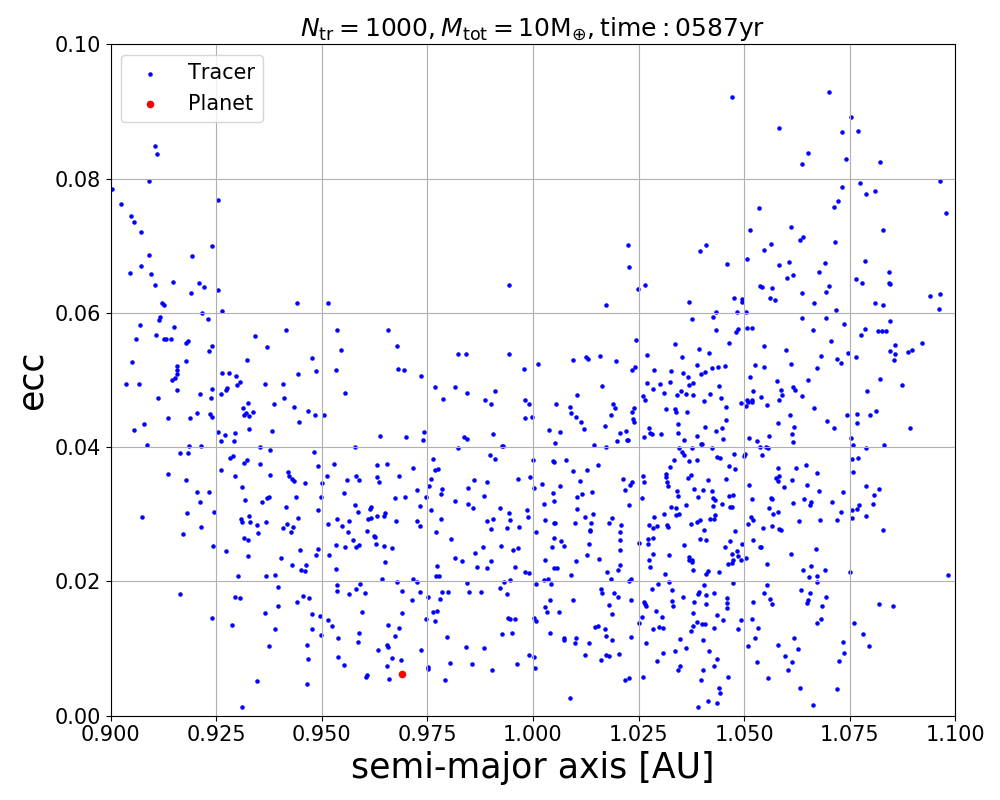 N_tr = 1000, M_tot = 10M_⊕, time : 0587yr
0.10
Tracer
Planet
0.08
0.06
0.04
0.02
0.00
ecc
0.900 0.925 0.950 0.975 1.000 1.025 1.050 1.075 1.100
semi-major axis [AU]